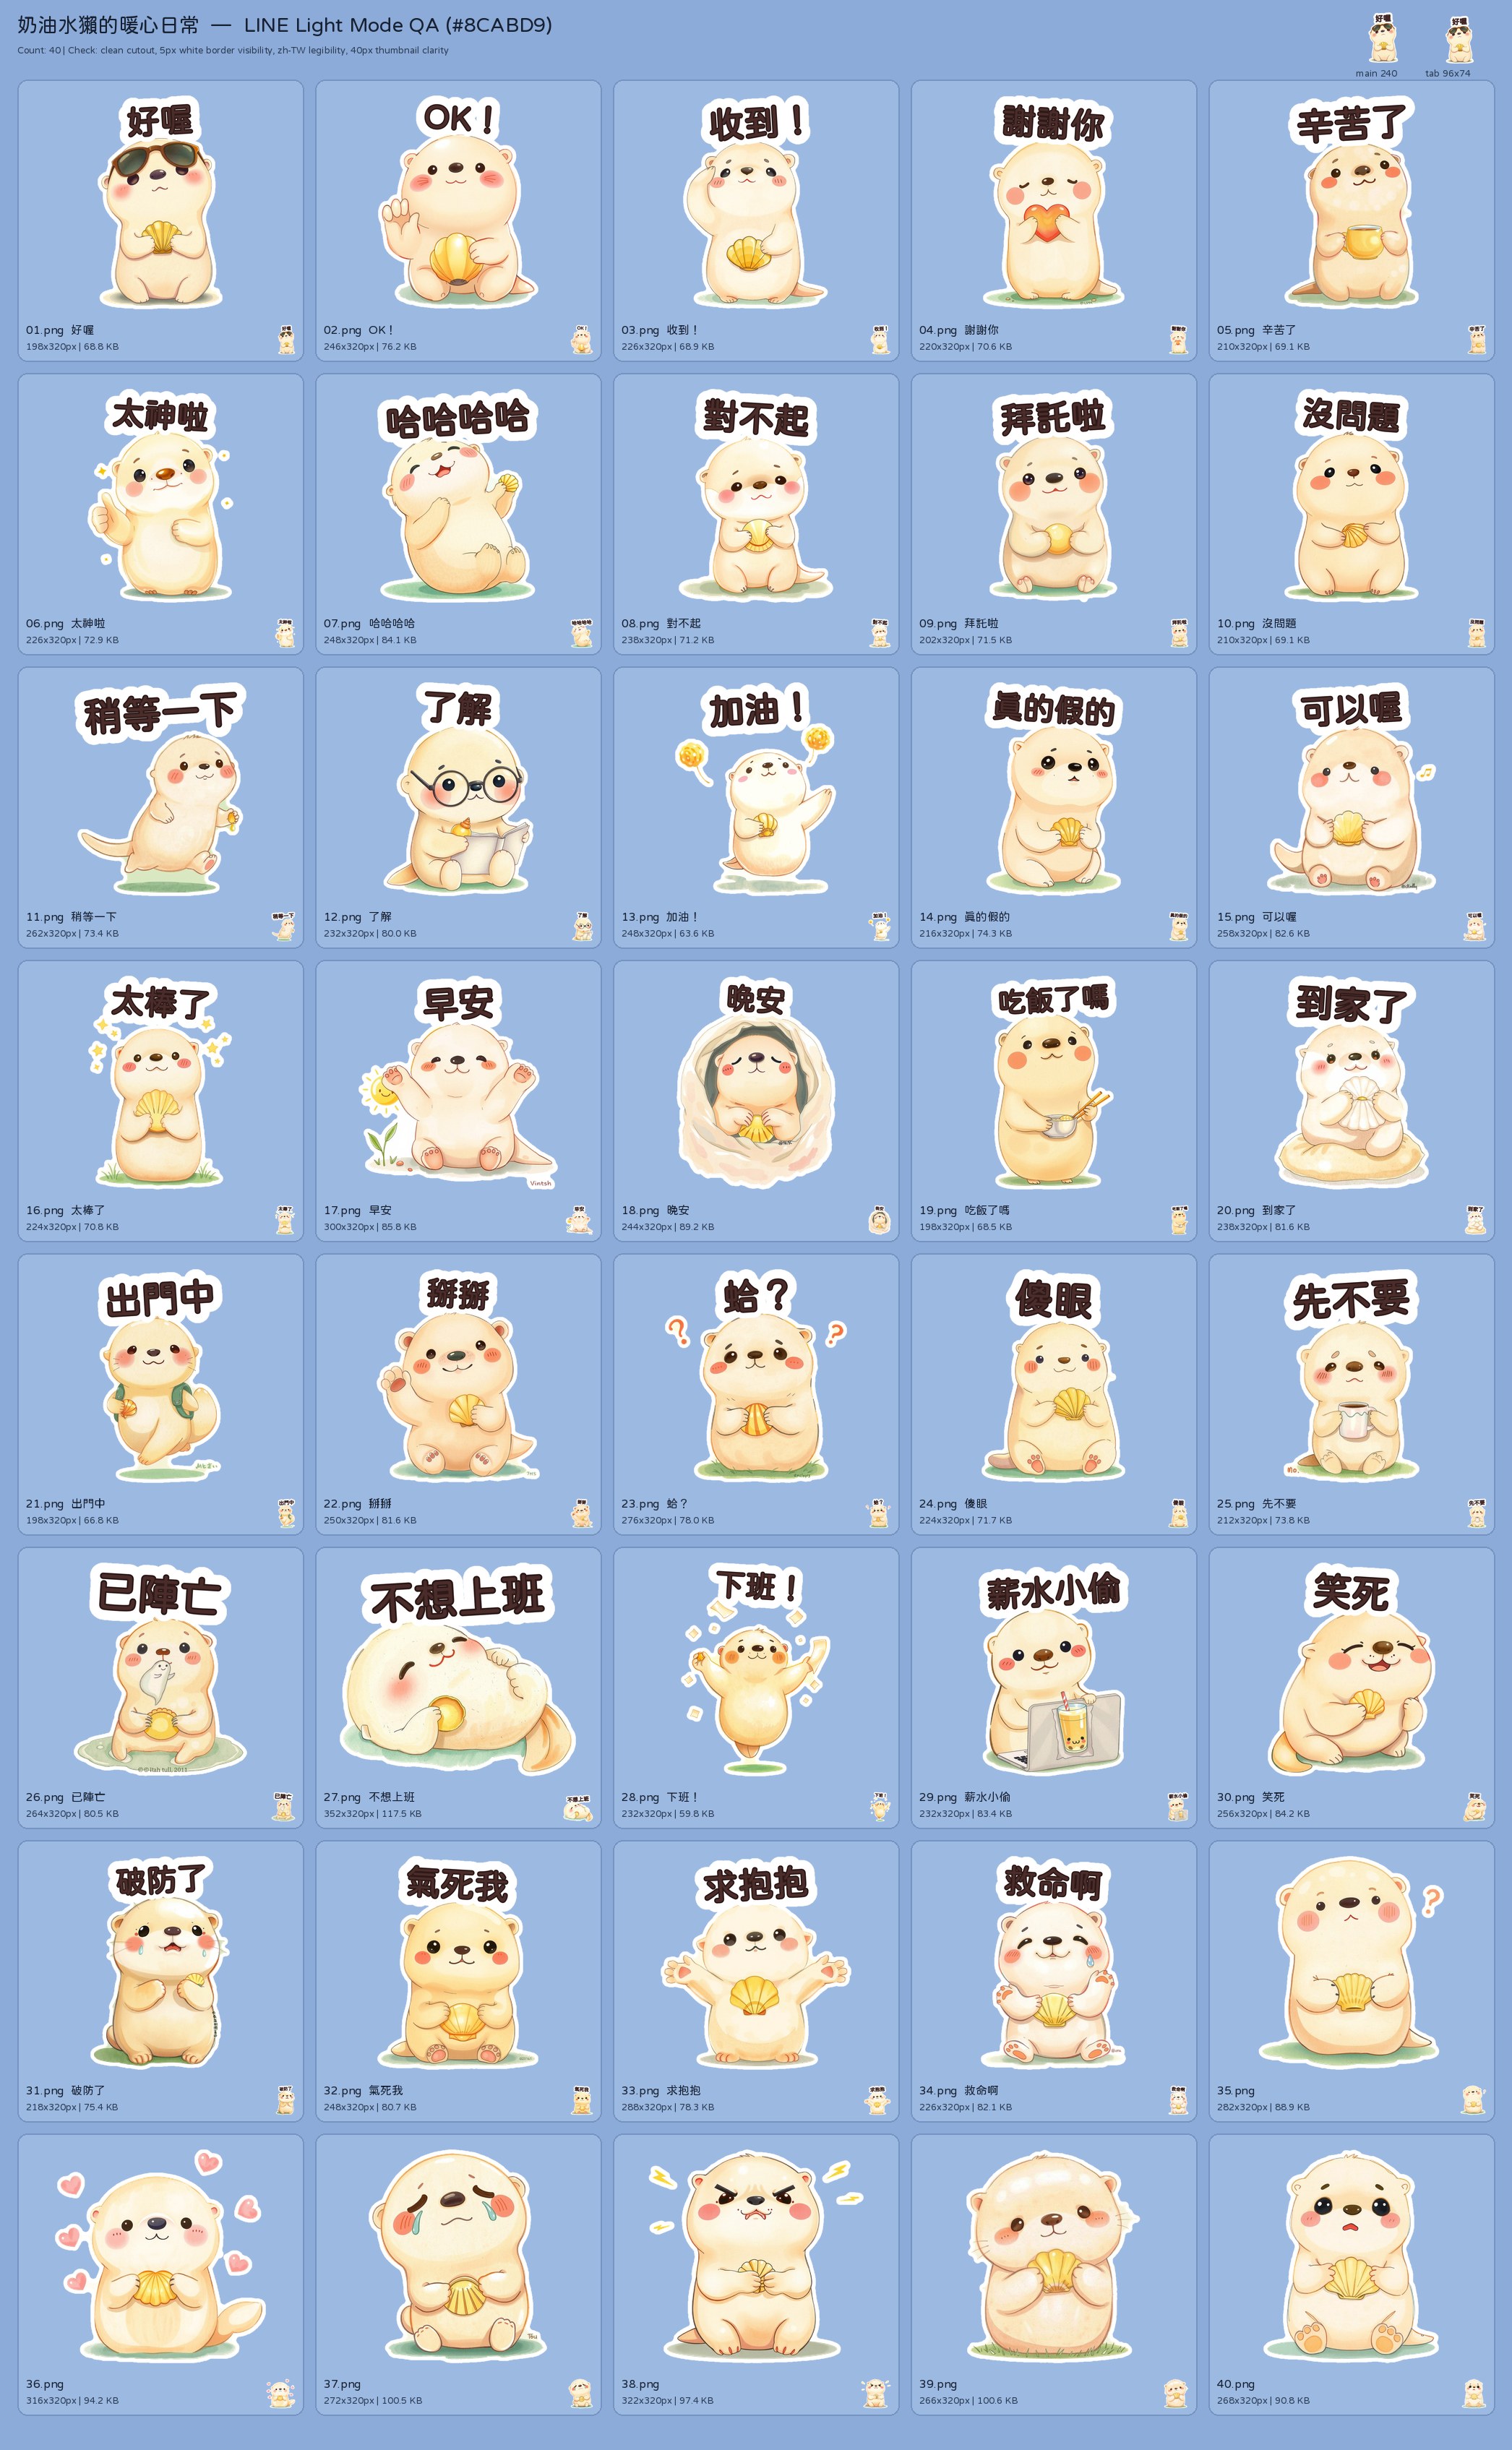 奶油水獺的暖心日常 — LINE Light Mode QA (#8CABD9)
Count: 40 | Check: clean cutout, 5px white border visibility, zh-TW legibility, 40px thumbnail clarity
好喔
好喔
main 240
tab 96x74
好喔
01.png 好喔
198x320px | 68.8 KB
OK！
02.png OK！
246x320px | 76.2 KB
收到！
03.png 收到！
226x320px | 68.9 KB
謝謝你
04.png 謝謝你
220x320px | 70.6 KB
辛苦了
05.png 辛苦了
210x320px | 69.1 KB
太神啦
06.png 太神啦
226x320px | 72.9 KB
哈哈哈哈
07.png 哈哈哈哈
248x320px | 84.1 KB
對不起
08.png 對不起
238x320px | 71.2 KB
拜託啦
09.png 拜託啦
202x320px | 71.5 KB
沒問題
10.png 沒問題
210x320px | 69.1 KB
稍等一下
11.png 稍等一下
262x320px | 73.4 KB
了解
12.png 了解
232x320px | 80.0 KB
加油！
13.png 加油！
248x320px | 63.6 KB
真的假的
14.png 真的假的
216x320px | 74.3 KB
可以喔
15.png 可以喔
258x320px | 82.6 KB
太棒了
16.png 太棒了
224x320px | 70.8 KB
早安
Vintsh
17.png 早安
300x320px | 85.8 KB
晚安
18.png 晚安
244x320px | 89.2 KB
吃飯了嗎
19.png 吃飯了嗎
198x320px | 68.5 KB
到家了
20.png 到家了
238x320px | 81.6 KB
出門中
21.png 出門中
198x320px | 66.8 KB
掰掰
22.png 掰掰
250x320px | 81.6 KB
蛤？
? ?
23.png 蛤？
276x320px | 78.0 KB
傻眼
24.png 傻眼
224x320px | 71.7 KB
先不要
25.png 先不要
212x320px | 73.8 KB
已陣亡
26.png 已陣亡
264x320px | 80.5 KB
不想上班
27.png 不想上班
352x320px | 117.5 KB
下班！
28.png 下班！
232x320px | 59.8 KB
薪水小偷
29.png 薪水小偷
232x320px | 83.4 KB
笑死
30.png 笑死
256x320px | 84.2 KB
破防了
31.png 破防了
218x320px | 75.4 KB
氣死我
32.png 氣死我
248x320px | 80.7 KB
求抱抱
33.png 求抱抱
288x320px | 78.3 KB
救命啊
34.png 救命啊
226x320px | 82.1 KB
?
35.png
282x320px | 88.9 KB
36.png
316x320px | 94.2 KB
37.png
272x320px | 100.5 KB
38.png
322x320px | 97.4 KB
39.png
266x320px | 100.6 KB
40.png
268x320px | 90.8 KB